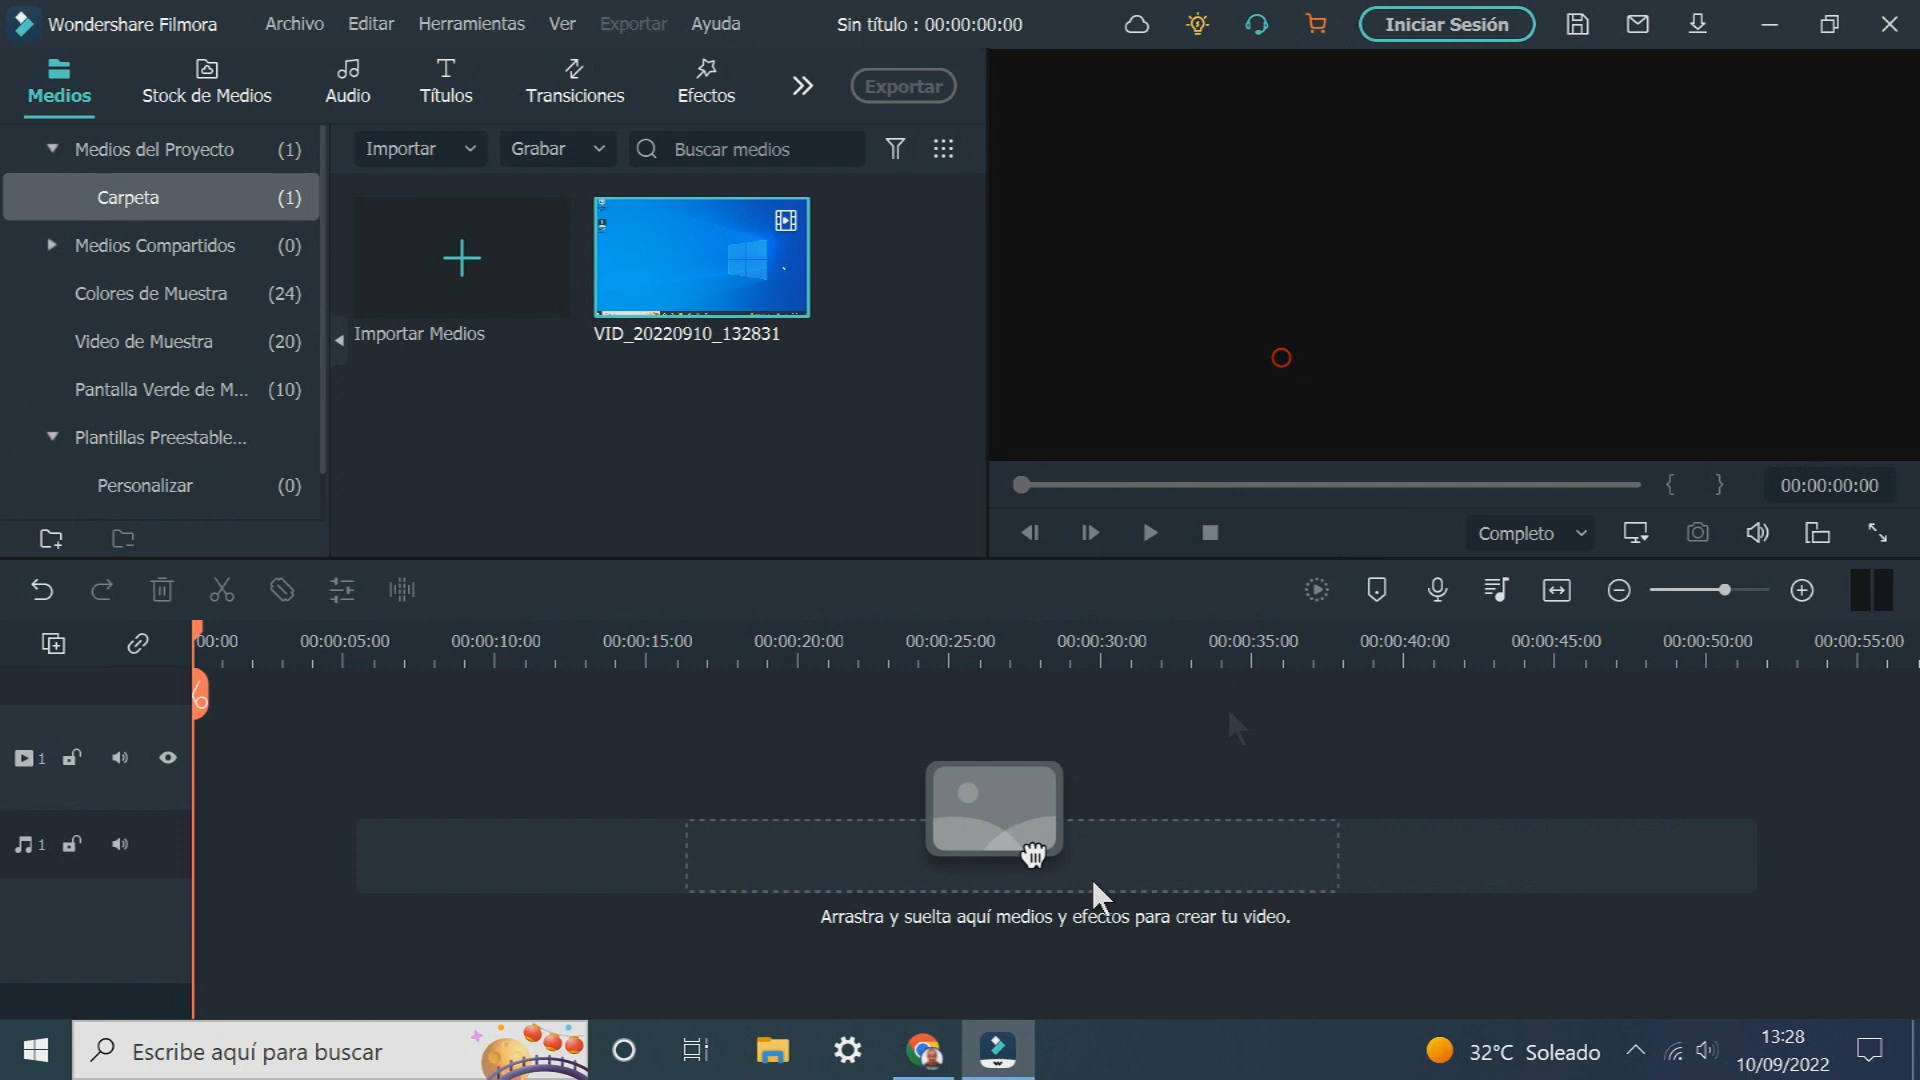 Wondershare Filmora
Archivo Editar Herramientas Ver Exportar Ayuda
Sin título : 00:00:00:00
Iniciar Sesión
Medios Stock de Medios Audio Títulos Transiciones Efectos
Exportar
Medios del Proyecto (1)
Carpeta (1)
Medios Compartidos (0)
Colores de Muestra (24)
Video de Muestra (20)
Pantalla Verde de M... (10)
Plantillas Preestable...
Personalizar (0)
Importar Grabar Buscar medios
Importar Medios
VID_20220910_132831
00:00:00:00
Completo
:00:00 00:00:05:00 00:00:10:00 00:00:15:00 00:00:20:00 00:00:25:00 00:00:30:00 00:00:35:00 00:00:40:00 00:00:45:00 00:00:50:00 00:00:55:00
1
1
Arrastra y suelta aquí medios y efectos para crear tu video.
Escribe aquí para buscar
32°C Soleado
13:28
10/09/2022